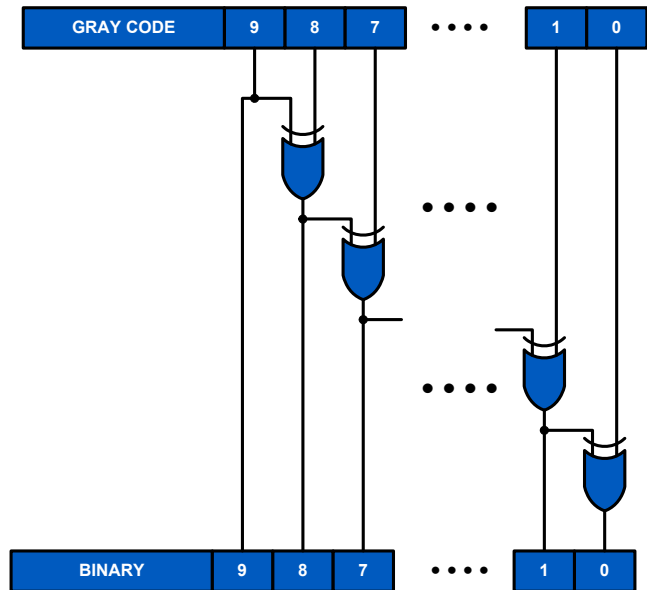 GRAY CODE 9 8 7 •••• 1 0
BINARY 9 8 7 •••• 1 0